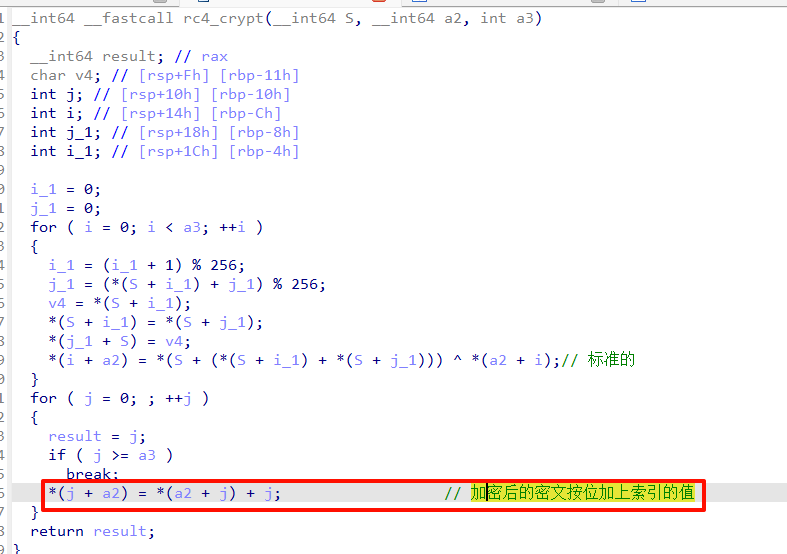 __int64 __fastcall rc4_crypt(__int64 S, __int64 a2, int a3)
{
__int64 result; // rax
char v4; // [rsp+Fh] [rbp-11h]
int j; // [rsp+10h] [rbp-10h]
int i; // [rsp+14h] [rbp-Ch]
int j_1; // [rsp+18h] [rbp-8h]
int i_1; // [rsp+1Ch] [rbp-4h]
i_1 = 0;
j_1 = 0;
for ( i = 0; i < a3; ++i )
{
i_1 = (i_1 + 1) % 256;
j_1 = (*(S + i_1) + j_1) % 256;
v4 = *(S + i_1);
*(S + i_1) = *(S + j_1);
*(j_1 + S) = v4;
*(i + a2) = *(S + (*(S + i_1) + *(S + j_1))) ^ *(a2 + i);// 标准的
}
for ( j = 0; ; ++j )
{
result = j;
if ( j >= a3 )
break;
*(j + a2) = *(a2 + j) + j; // 加密后的密文按位加上索引的值
}
return result;
}